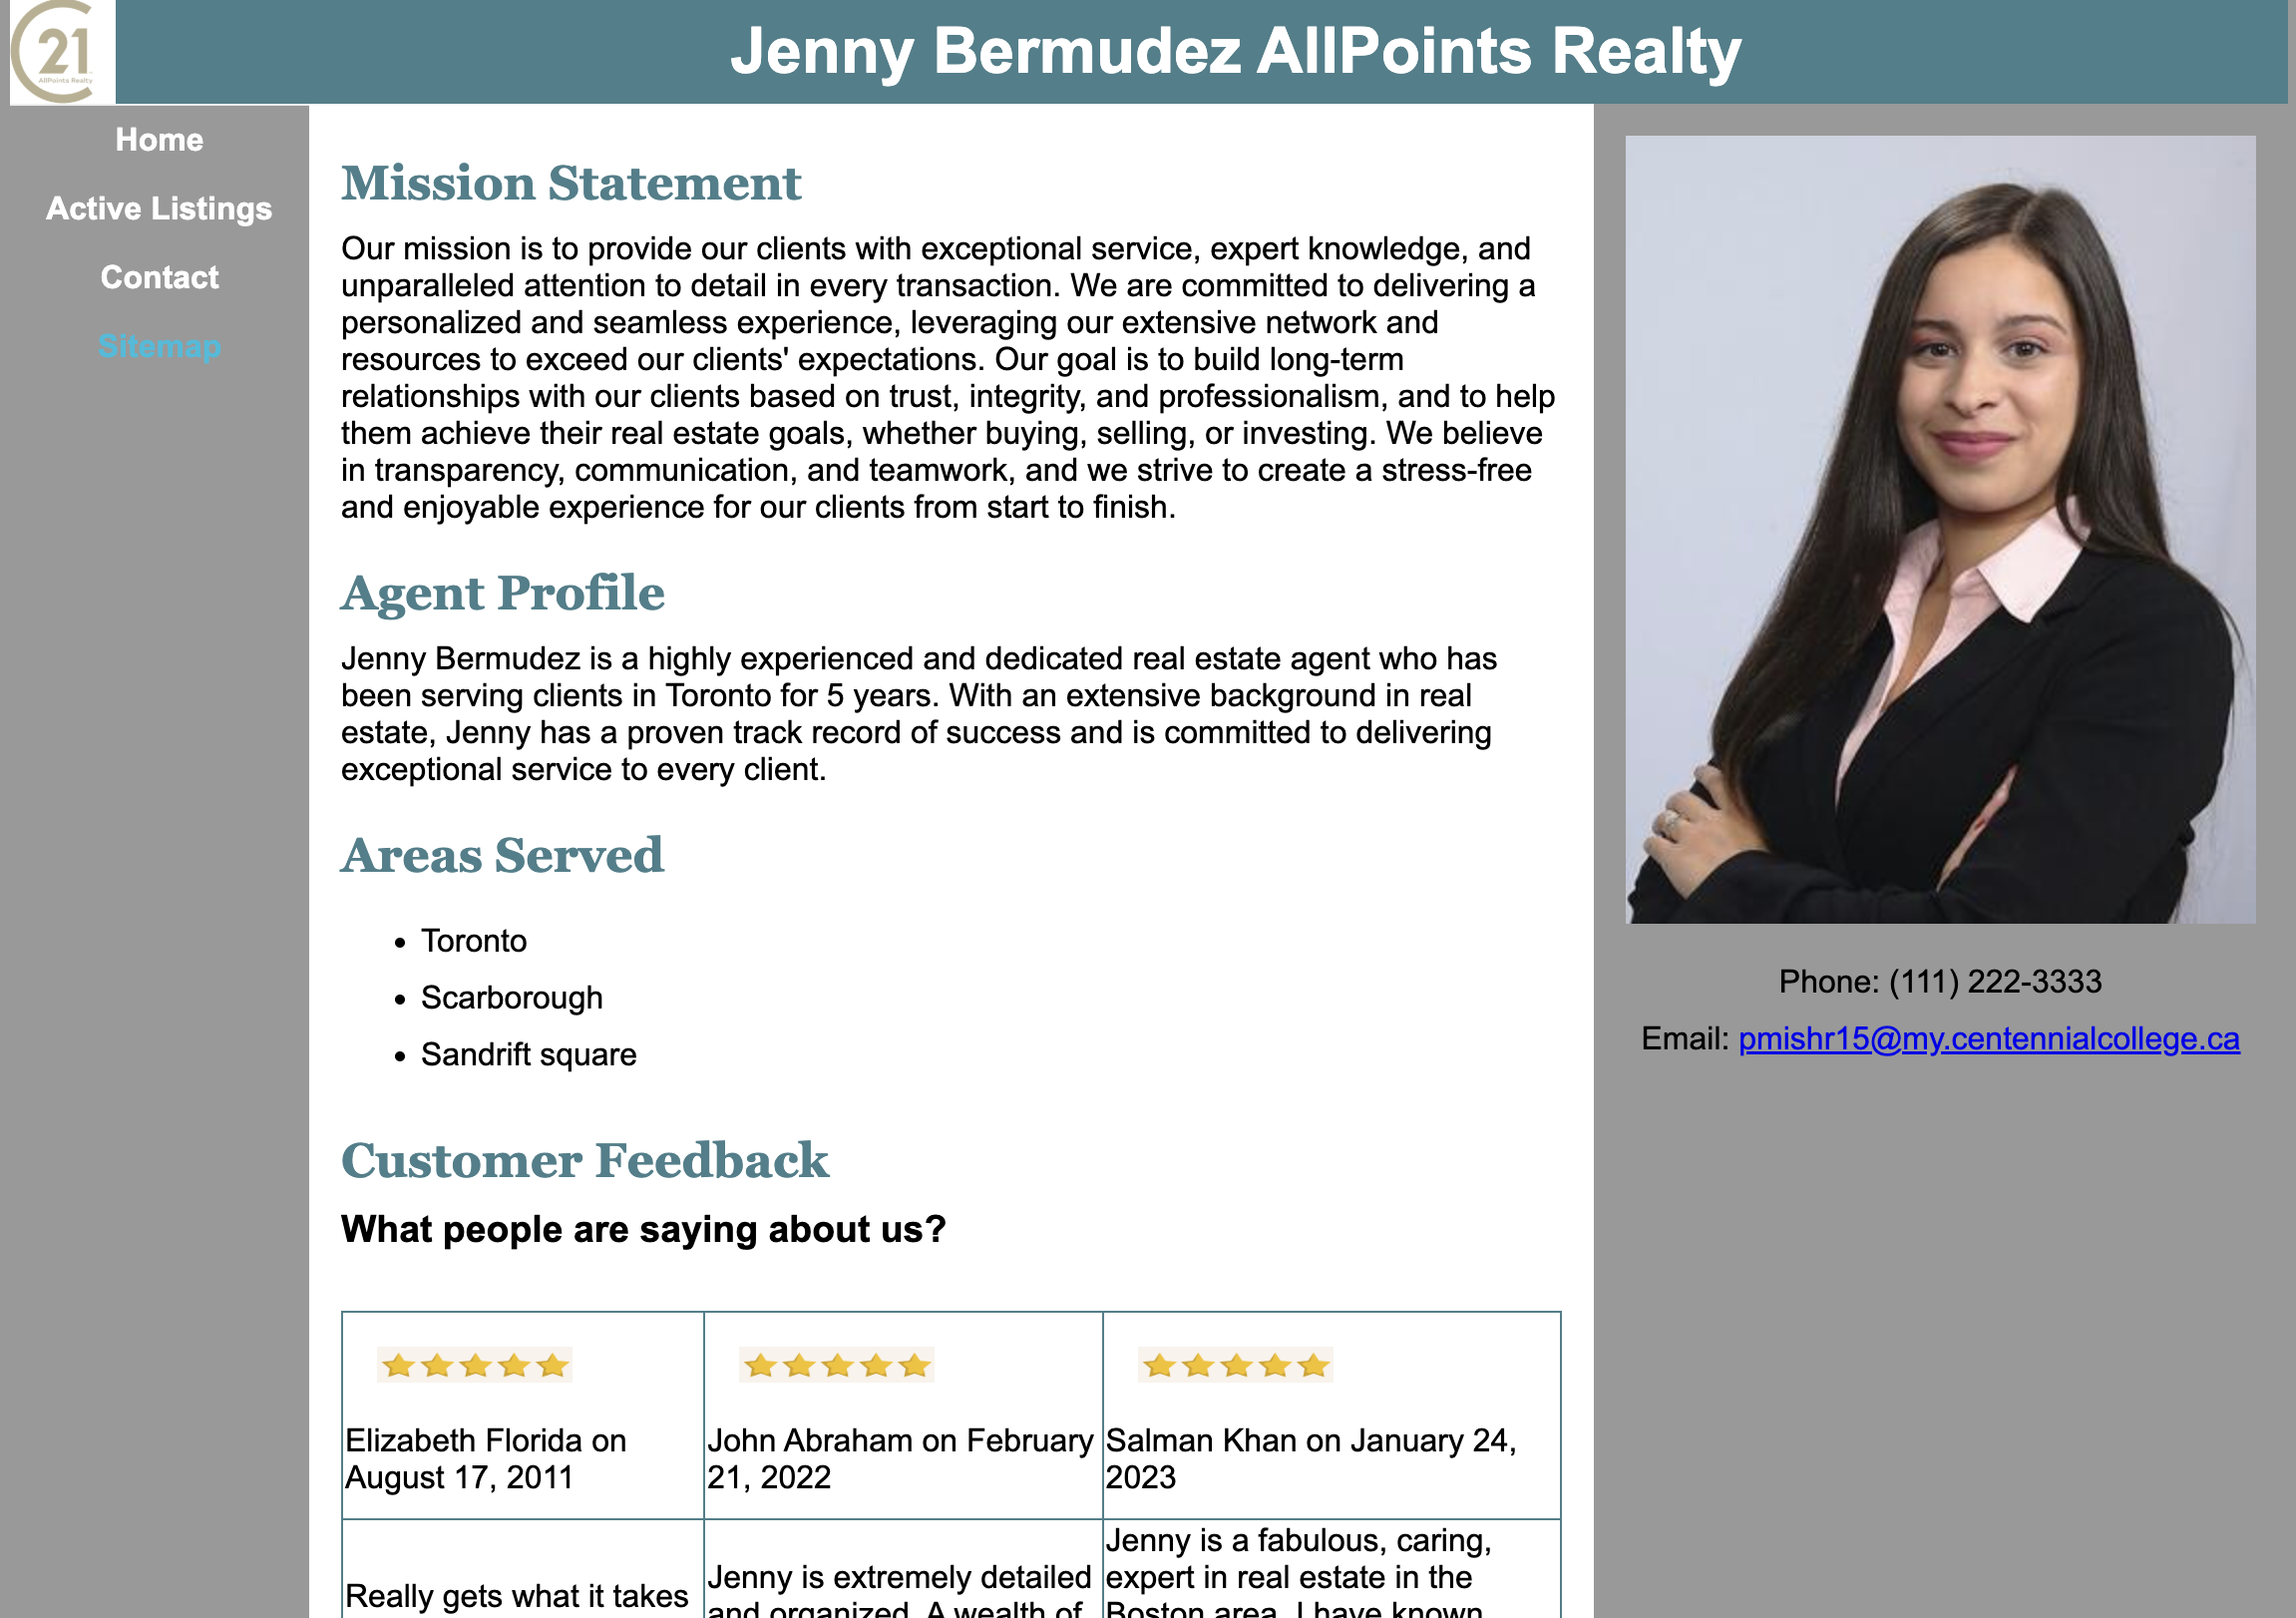 21
AllPoints Realty
Jenny Bermudez AllPoints Realty
Home
Active Listings
Contact
Sitemap
Mission Statement
Our mission is to provide our clients with exceptional service, expert knowledge, and
unparalleled attention to detail in every transaction. We are committed to delivering a
personalized and seamless experience, leveraging our extensive network and
resources to exceed our clients' expectations. Our goal is to build long-term
relationships with our clients based on trust, integrity, and professionalism, and to help
them achieve their real estate goals, whether buying, selling, or investing. We believe
in transparency, communication, and teamwork, and we strive to create a stress-free
and enjoyable experience for our clients from start to finish.
Agent Profile
Jenny Bermudez is a highly experienced and dedicated real estate agent who has
been serving clients in Toronto for 5 years. With an extensive background in real
estate, Jenny has a proven track record of success and is committed to delivering
exceptional service to every client.
Areas Served
• Toronto
• Scarborough
• Sandrift square
Customer Feedback
What people are saying about us?
Elizabeth Florida on
August 17, 2011
John Abraham on February
21, 2022
Salman Khan on January 24,
2023
Really gets what it takes
Jenny is extremely detailed
and organized. A wealth of
Jenny is a fabulous, caring,
expert in real estate in the
Boston area. I have known
Phone: (111) 222-3333
Email: pmishr15@my.centennialcollege.ca